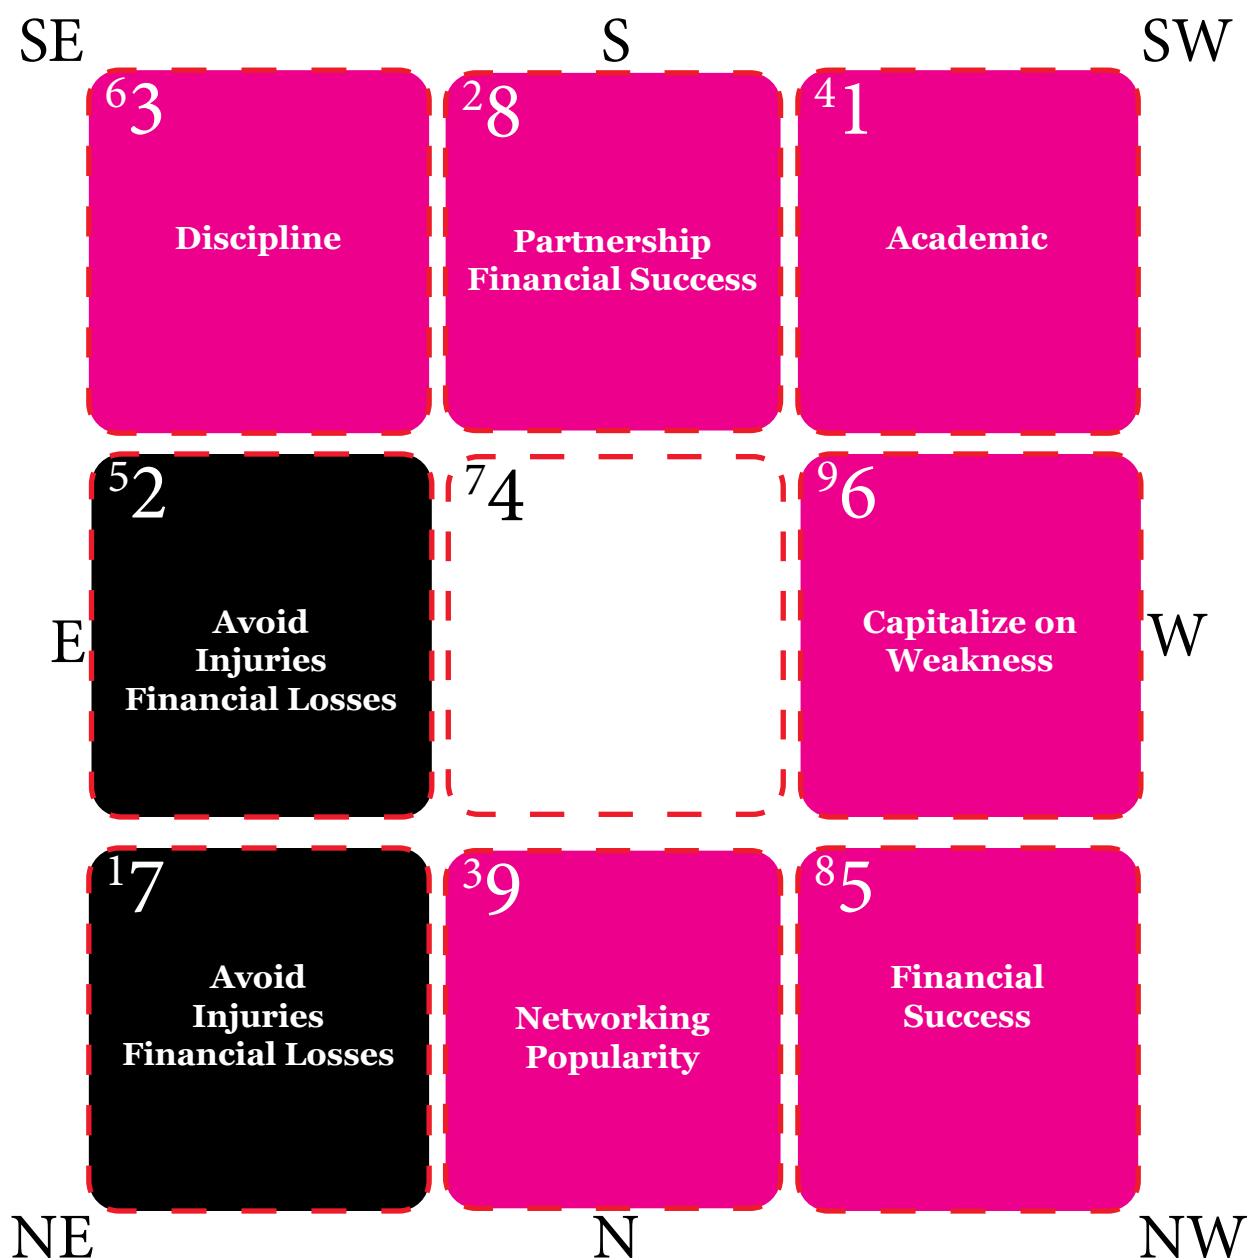 SE S SW
63 28 41
Discipline
Partnership
Financial Success
Academic
52 74 96
E
Avoid
Injuries
Financial Losses
Capitalize on
Weakness
W
17 39 85
Avoid
Injuries
Financial Losses
Networking
Popularity
Financial
Success
NE N NW